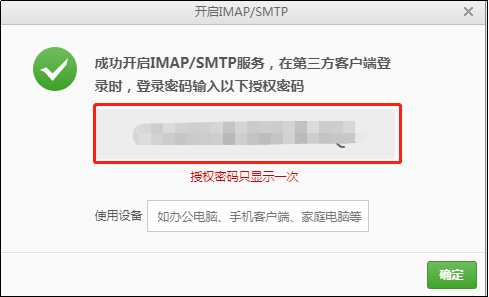 开启IMAP/SMTP
成功开启IMAP/SMTP服务，在第三方客户端登
录时，登录密码输入以下授权密码
授权密码只显示一次
使用设备
如办公电脑、手机客户端、家庭电脑等
确定